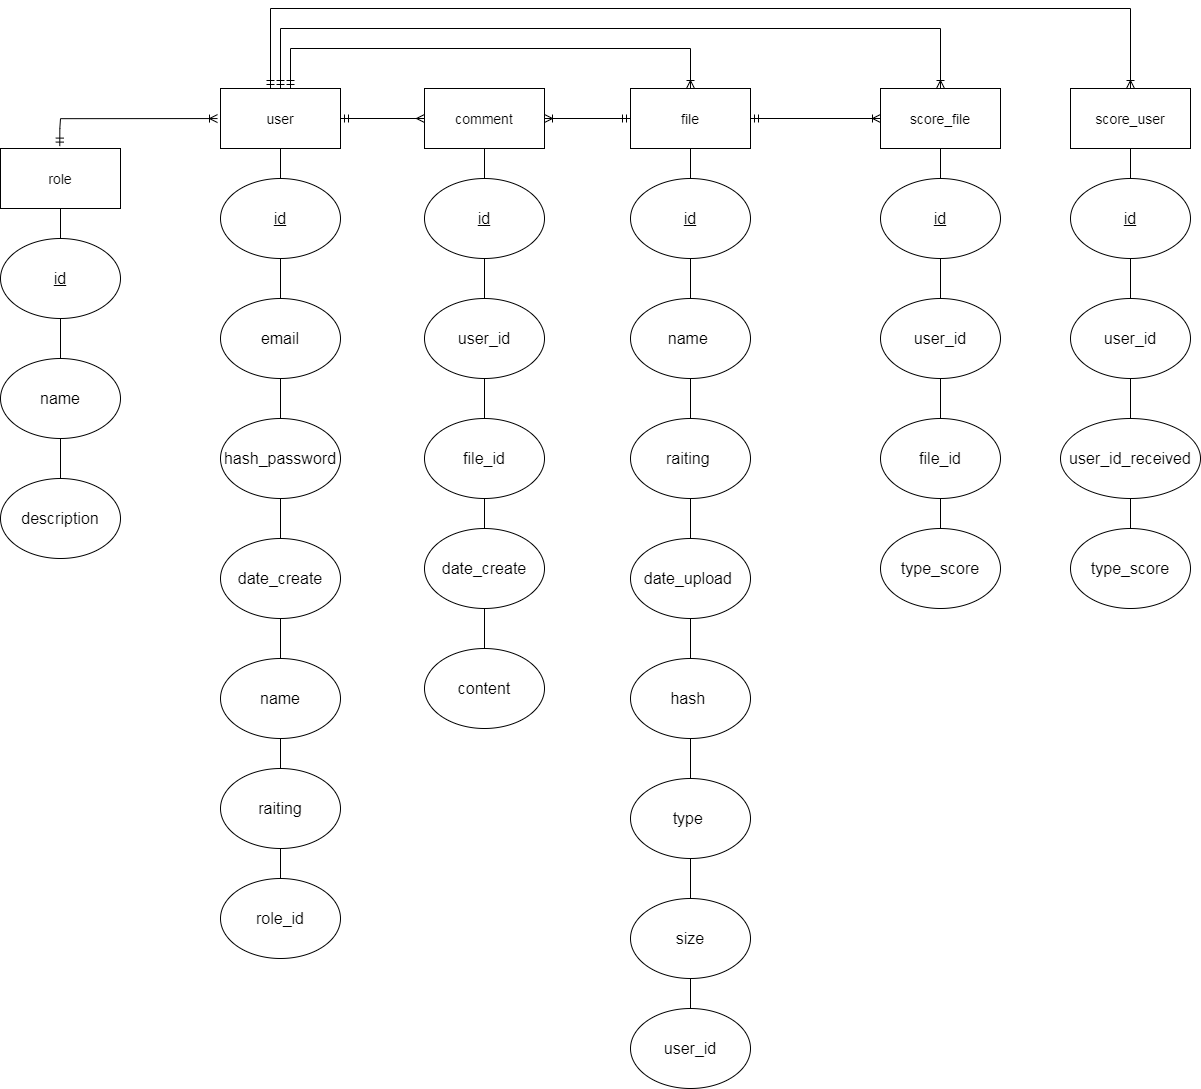 user
comment
file
score_file
score_user
role
id
name
description
id
email
hash_password
date_create
name
raiting
role_id
id
user_id
file_id
date_create
content
id
name
raiting
date_upload
hash
type
size
user_id
id
user_id
file_id
type_score
id
user_id
user_id_received
type_score